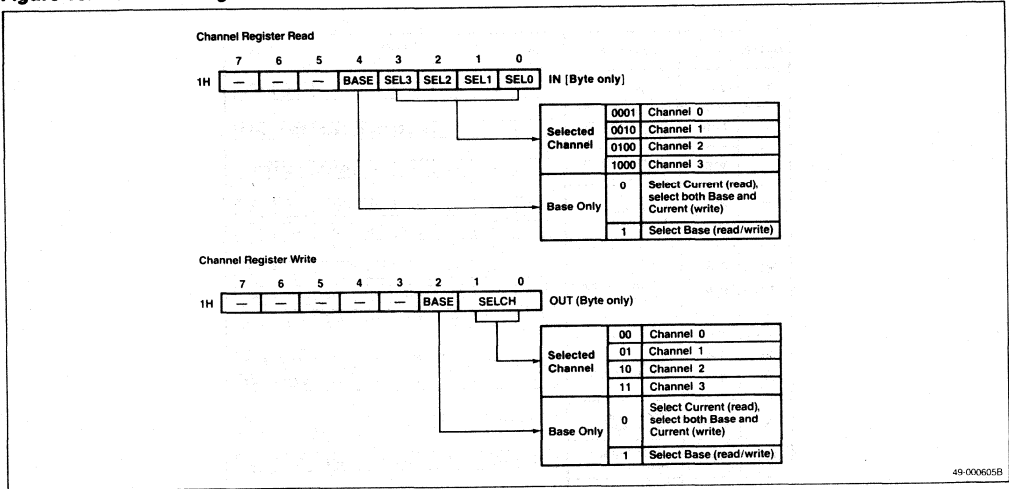 Channel Register Read
7 6 5 4 3 2 1 0
1H — — — BASE SEL3 SEL2 SEL1 SEL0 IN [Byte only]
Selected Channel
0001 Channel 0
0010 Channel 1
0100 Channel 2
1000 Channel 3
Base Only
0 Select Current (read),
select both Base and
Current (write)
1 Select Base (read/write)
Channel Register Write
7 6 5 4 3 2 1 0
1H — — — — — BASE SELCH OUT (Byte only)
Selected Channel
00 Channel 0
01 Channel 1
10 Channel 2
11 Channel 3
Base Only
0 Select Current (read),
select both Base and
Current (write)
1 Select Base (read/write)
49-000605B